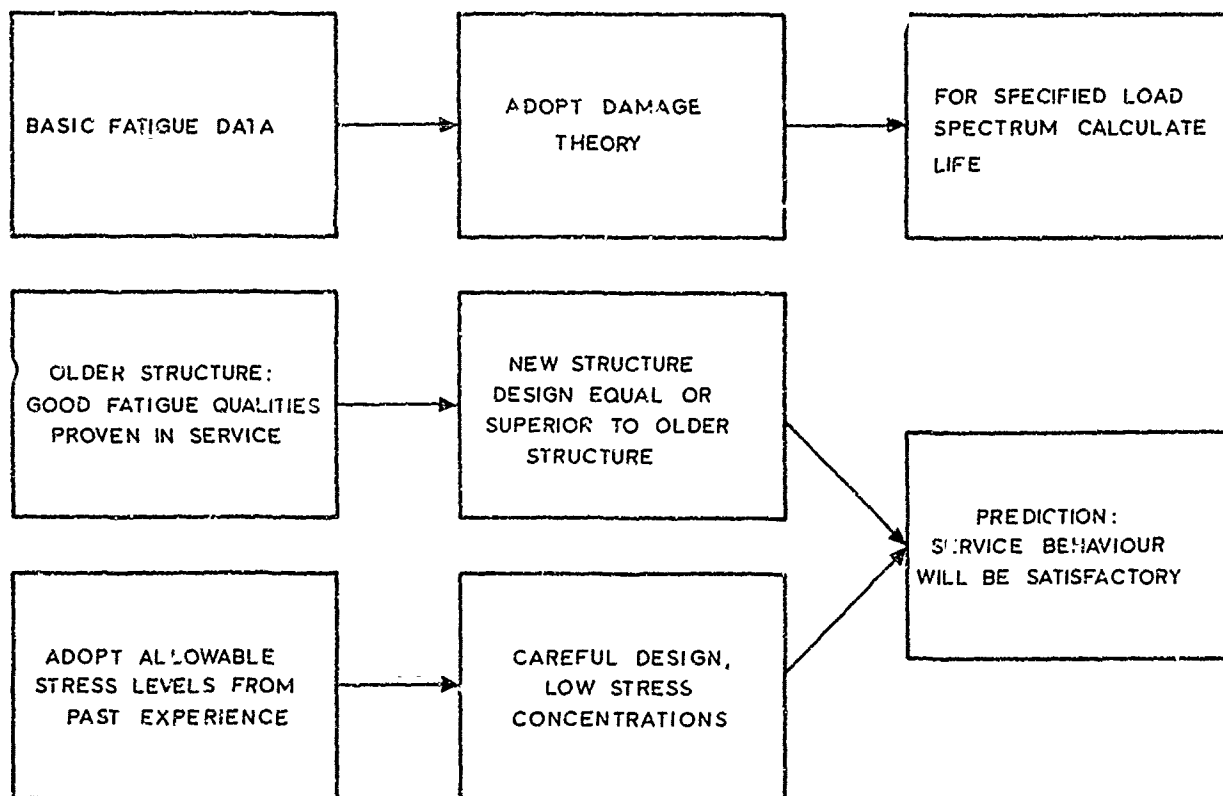 BASIC FATIGUE DATA
ADOPT DAMAGE
THEORY
FOR SPECIFIED LOAD
SPECTRUM CALCULATE
LIFE
OLDER STRUCTURE:
GOOD FATIGUE QUALITIES
PROVEN IN SERVICE
NEW STRUCTURE
DESIGN EQUAL OR
SUPERIOR TO OLDER
STRUCTURE
PREDICTION:
SERVICE BEHAVIOUR
WILL BE SATISFACTORY
ADOPT ALLOWABLE
STRESS LEVELS FROM
PAST EXPERIENCE
CAREFUL DESIGN,
LOW STRESS
CONCENTRATIONS